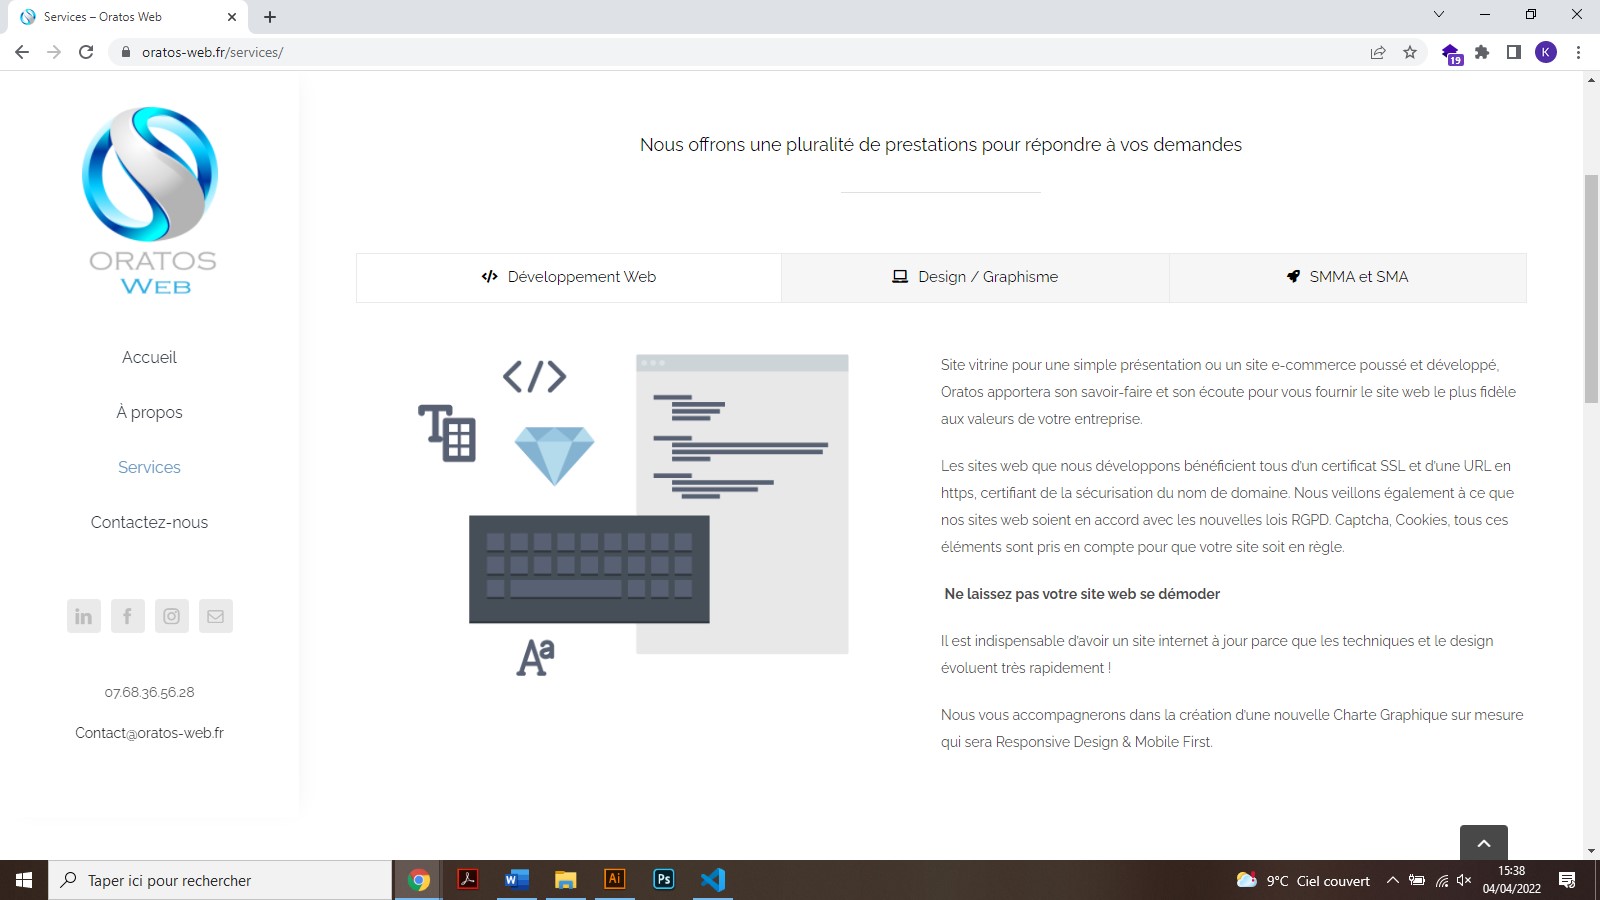 Services – Oratos Web
oratos-web.fr/services/
19
K
ORATOS
WEB
Accueil
À propos
Services
Contactez-nous
07.68.36.56.28
Contact@oratos-web.fr
Nous offrons une pluralité de prestations pour répondre à vos demandes
</> Développement Web
Design / Graphisme
SMMA et SMA
</>
T
Aa
Site vitrine pour une simple présentation ou un site e-commerce poussé et développé,
Oratos apportera son savoir-faire et son écoute pour vous fournir le site web le plus fidèle
aux valeurs de votre entreprise.
Les sites web que nous développons bénéficient tous d'un certificat SSL et d'une URL en
https, certifiant de la sécurisation du nom de domaine. Nous veillons également à ce que
nos sites web soient en accord avec les nouvelles lois RGPD. Captcha, Cookies, tous ces
éléments sont pris en compte pour que votre site soit en règle.
Ne laissez pas votre site web se démoder
Il est indispensable d'avoir un site internet à jour parce que les techniques et le design
évoluent très rapidement !
Nous vous accompagnerons dans la création d'une nouvelle Charte Graphique sur mesure
qui sera Responsive Design & Mobile First.
Taper ici pour rechercher
Ai
Ps
9°C Ciel couvert
15:38
04/04/2022